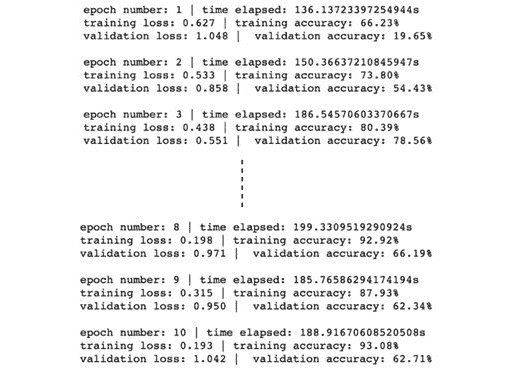 epoch number: 1 | time elapsed: 136.13723397254944s
training loss: 0.627 | training accuracy: 66.23%
validation loss: 1.048 |  validation accuracy: 19.65%
epoch number: 2 | time elapsed: 150.36637210845947s
training loss: 0.533 | training accuracy: 73.80%
validation loss: 0.858 |  validation accuracy: 54.43%
epoch number: 3 | time elapsed: 186.54570603370667s
training loss: 0.438 | training accuracy: 80.39%
validation loss: 0.551 |  validation accuracy: 78.56%
epoch number: 8 | time elapsed: 199.3309519290924s
training loss: 0.198 | training accuracy: 92.92%
validation loss: 0.971 |  validation accuracy: 66.19%
epoch number: 9 | time elapsed: 185.76586294174194s
training loss: 0.315 | training accuracy: 87.93%
validation loss: 0.950 |  validation accuracy: 62.34%
epoch number: 10 | time elapsed: 188.91670608520508s
training loss: 0.193 | training accuracy: 93.08%
validation loss: 1.042 |  validation accuracy: 62.71%